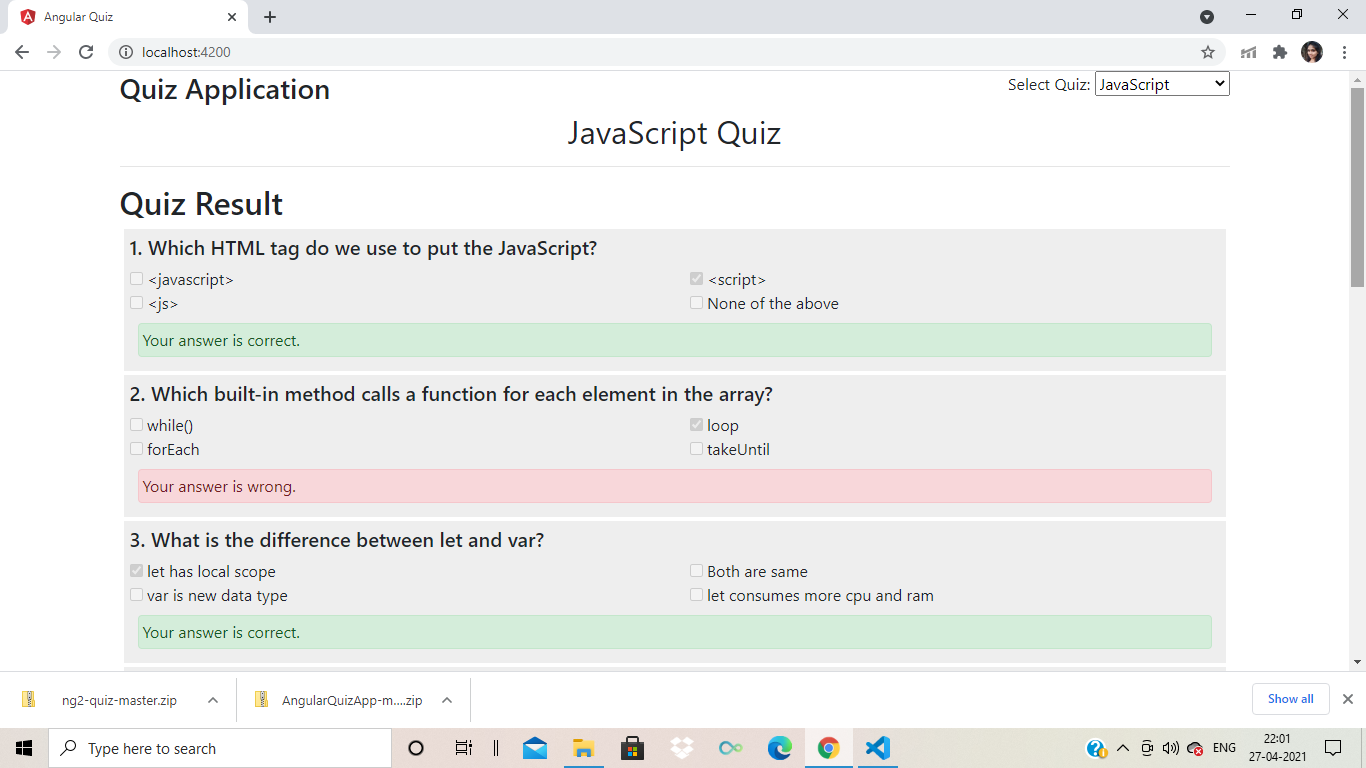 Angular Quiz
localhost:4200
Quiz Application
Select Quiz: JavaScript
JavaScript Quiz
Quiz Result
1. Which HTML tag do we use to put the JavaScript?
<javascript>
<script>
<js>
None of the above
Your answer is correct.
2. Which built-in method calls a function for each element in the array?
while()
loop
forEach
takeUntil
Your answer is wrong.
3. What is the difference between let and var?
let has local scope
Both are same
var is new data type
let consumes more cpu and ram
Your answer is correct.
ng2-quiz-master.zip
AngularQuizApp-m....zip
Show all
Type here to search
ENG
22:01
27-04-2021